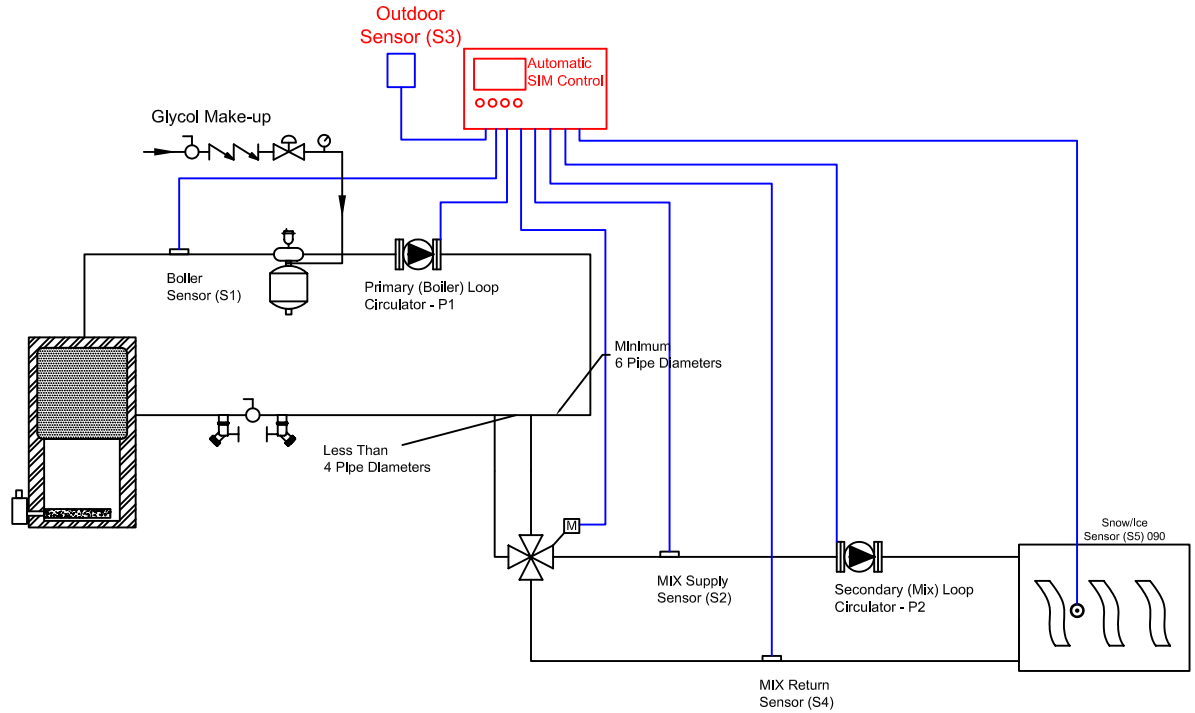 Outdoor
Sensor (S3)
Automatic
SIM Control
Glycol Make-up
Boiler
Sensor (S1)
Primary (Boiler) Loop
Circulator - P1
Minimum
6 Pipe Diameters
Less Than
4 Pipe Diameters
M
Snow/Ice
Sensor (S5) 090
MIX Supply
Sensor (S2)
Secondary (Mix) Loop
Circulator - P2
MIX Return
Sensor (S4)